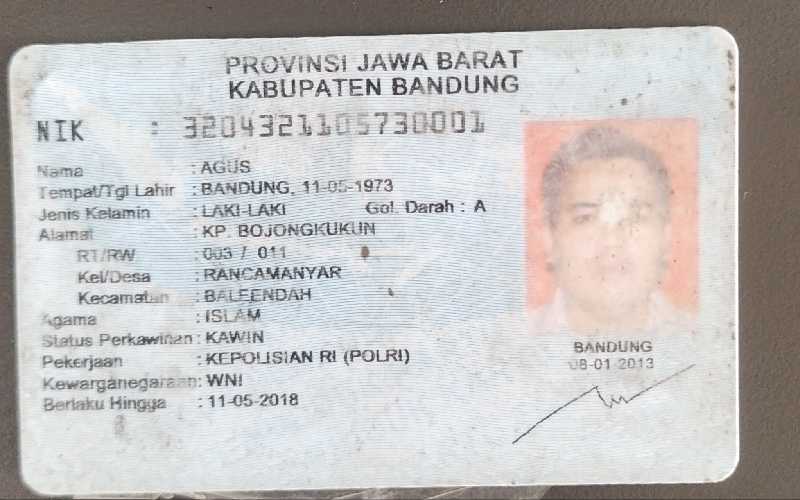 PROVINSI JAWA BARAT
KABUPATEN BANDUNG
NIK : 3204321105730001
Nama : AGUS
Tempat/Tgl Lahir : BANDUNG, 11-05-1973
Jenis Kelamin : LAKI-LAKI Gol. Darah : A
Alamat : KP. BOJONGKUKUN
RT/RW : 003 / 011
Kel/Desa : RANCAMANYAR
Kecamatan : BALEENDAH
Agama : ISLAM
Status Perkawinan : KAWIN
Pekerjaan : KEPOLISIAN RI (POLRI)
Kewarganegaraan: WNI
Berlaku Hingga : 11-05-2018
BANDUNG
08-01-2013